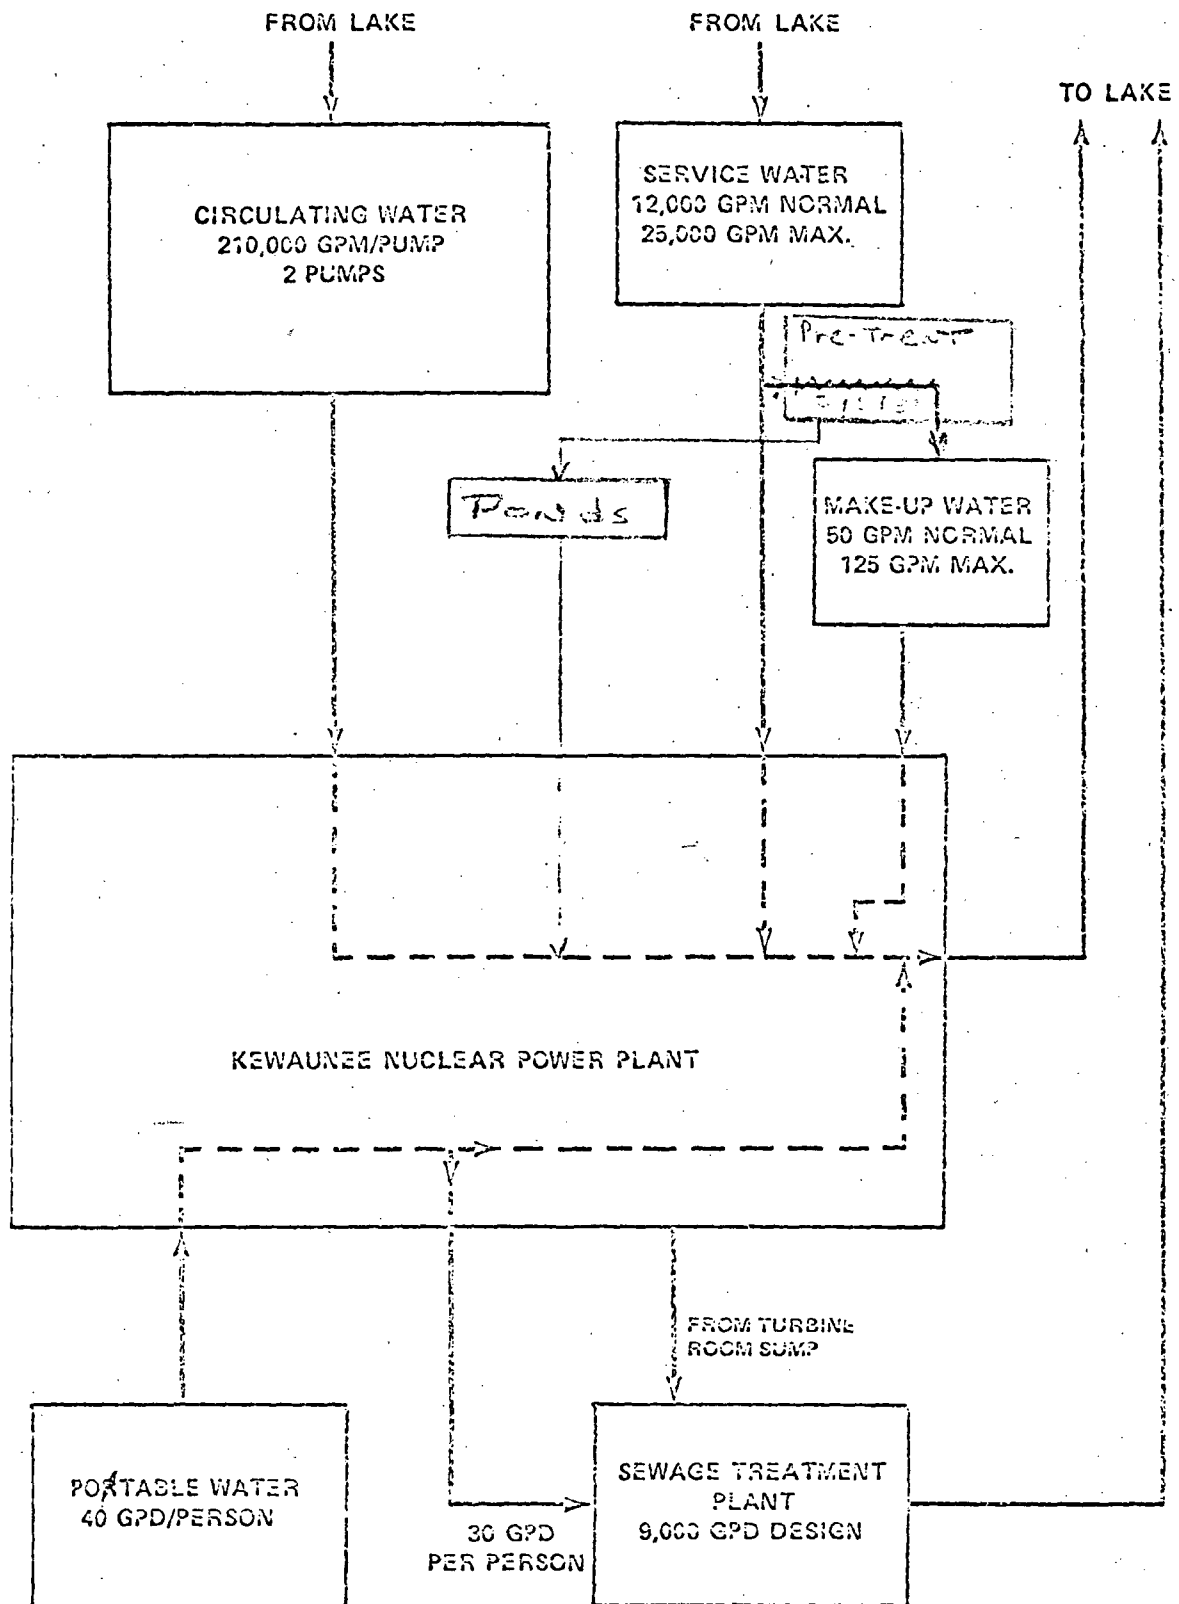 FROM LAKE
FROM LAKE
TO LAKE
CIRCULATING WATER
210,000 GPM/PUMP
2 PUMPS
SERVICE WATER
12,000 GPM NORMAL
25,000 GPM MAX.
Pre-Treat
Ponds
MAKE-UP WATER
50 GPM NORMAL
125 GPM MAX.
KEWAUNEE NUCLEAR POWER PLANT
FROM TURBINE
ROOM SUMP
PORTABLE WATER
40 GPD/PERSON
30 GPD
PER PERSON
SEWAGE TREATMENT
PLANT
9,000 GPD DESIGN